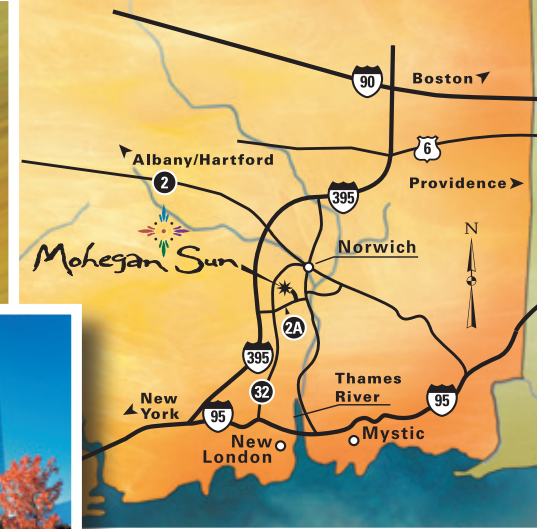 90
Boston
6
Albany/Hartford
2
Providence
395
N
Norwich
Mohegan Sun
2A
395
32
Thames
River
New
York
95
95
New
London
Mystic